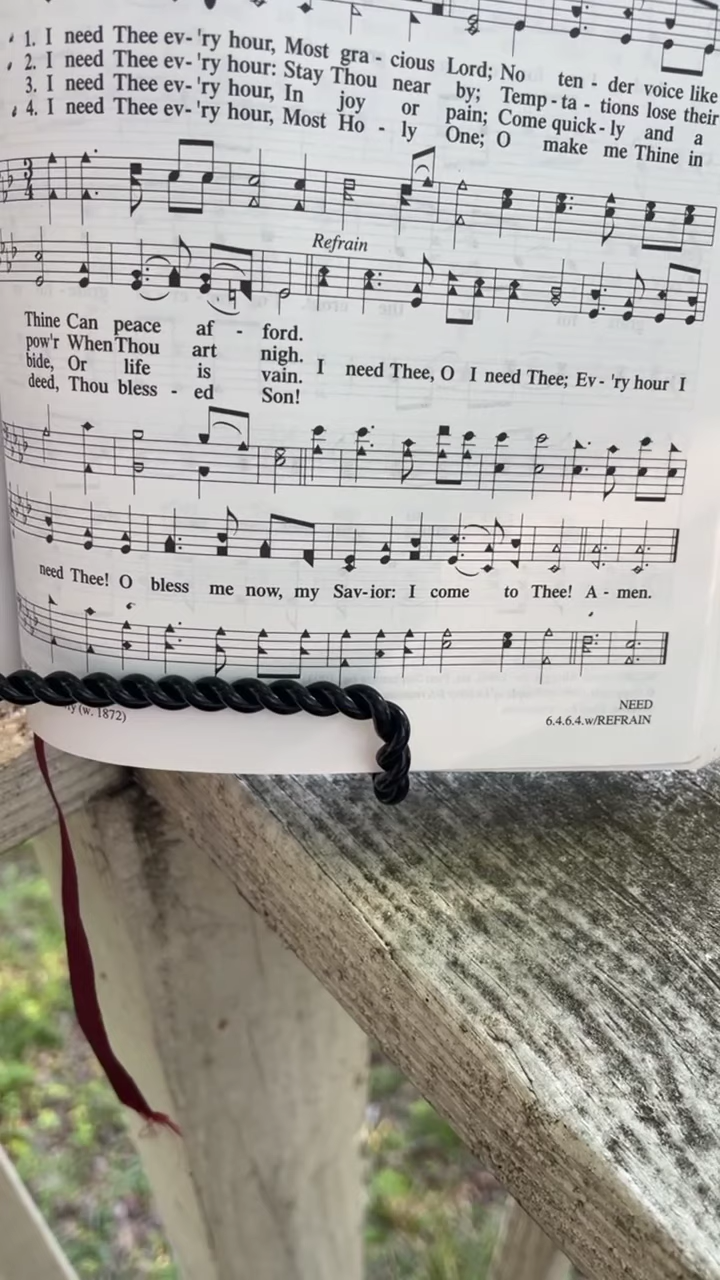 1. I need Thee ev-'ry hour, Most gra - cious Lord; No ten - der voice like
2. I need Thee ev-'ry hour: Stay Thou near by; Temp-ta - tions lose their
3. I need Thee ev-'ry hour, In joy or pain; Come quick-ly and a
4. I need Thee ev-'ry hour, Most Ho - ly One; O make me Thine in
3/4
Refrain
Thine Can peace af - ford.
pow'r When Thou art nigh.
bide, Or life is vain.
deed, Thou bless - ed Son!
I need Thee, O I need Thee; Ev-'ry hour I
need Thee! O bless me now, my Sav-ior: I come to Thee! A - men.
(w. 1872)
NEED
6.4.6.4.w/REFRAIN